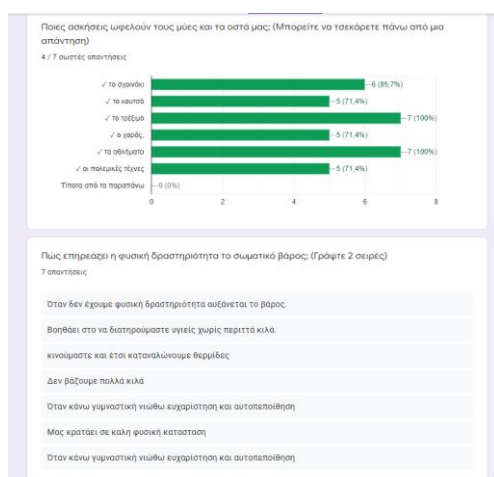 Ποιες ασκήσεις ωφελούν τους μύες και τα οστά μας; (Μπορείτε να τσεκάρετε πάνω από μια
απάντηση)
4 / 7 σωστές απαντήσεις
✓ το σχοινάκι
6 (85,7%)
✓ το κουτσό
5 (71,4%)
✓ το τρέξιμο
7 (100%)
✓ ο χορός,
5 (71,4%)
✓ τα αθλήματα
7 (100%)
✓ οι πολεμικές τέχνες
5 (71,4%)
Τίποτα από τα παραπάνω
0 (0%)
0 2 4 6 8
Πώς επηρεάζει η φυσική δραστηριότητα το σωματικό βάρος; (Γράψτε 2 σειρές)
7 απαντήσεις
Όταν δεν έχουμε φυσική δραστηριότητα αυξάνεται το βάρος.
Βοηθάει στο να διατηρούμαστε υγιείς χωρίς περιττά κιλά.
κινούμαστε και έτσι καταναλώνουμε θερμίδες
Δεν βάζουμε πολλά κιλά
Όταν κάνω γυμναστική νιώθω ευχαρίστηση και αυτοπεποίθηση
Μας κρατάει σε καλη φυσική κατασταση
Όταν κάνω γυμναστική νιώθω ευχαρίστηση και αυτοπεποίθηση